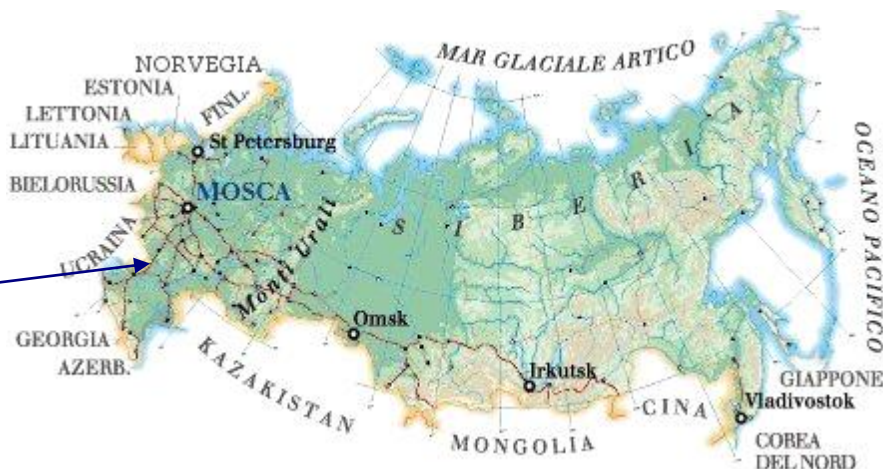 MAR GLACIALE ARTICO
NORVEGIA
ESTONIA
FINL.
LETTONIA
LITUANIA
St Petersburg
BIELORUSSIA
MOSCA
SIBERIA
OCEANO PACIFICO
UCRAINA
Monti Urali
GEORGIA
AZERB.
Omsk
KAZAKISTAN
Irkutsk
GIAPPONE
CINA
Vladivostok
MONGOLIA
COREA
DEL NORD